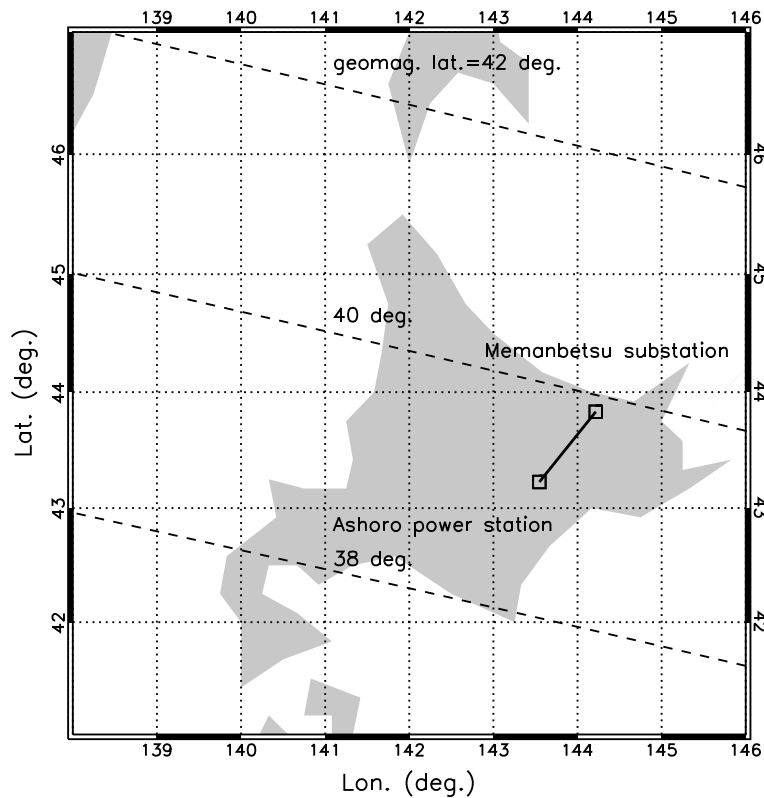 139 140 141 142 143 144 145 146
geomag. lat.=42 deg.
46 46
45 45
40 deg.
Memanbetsu substation
44 44
Lat. (deg.)
43 43
Ashoro power station
38 deg.
42 42
139 140 141 142 143 144 145 146
Lon. (deg.)